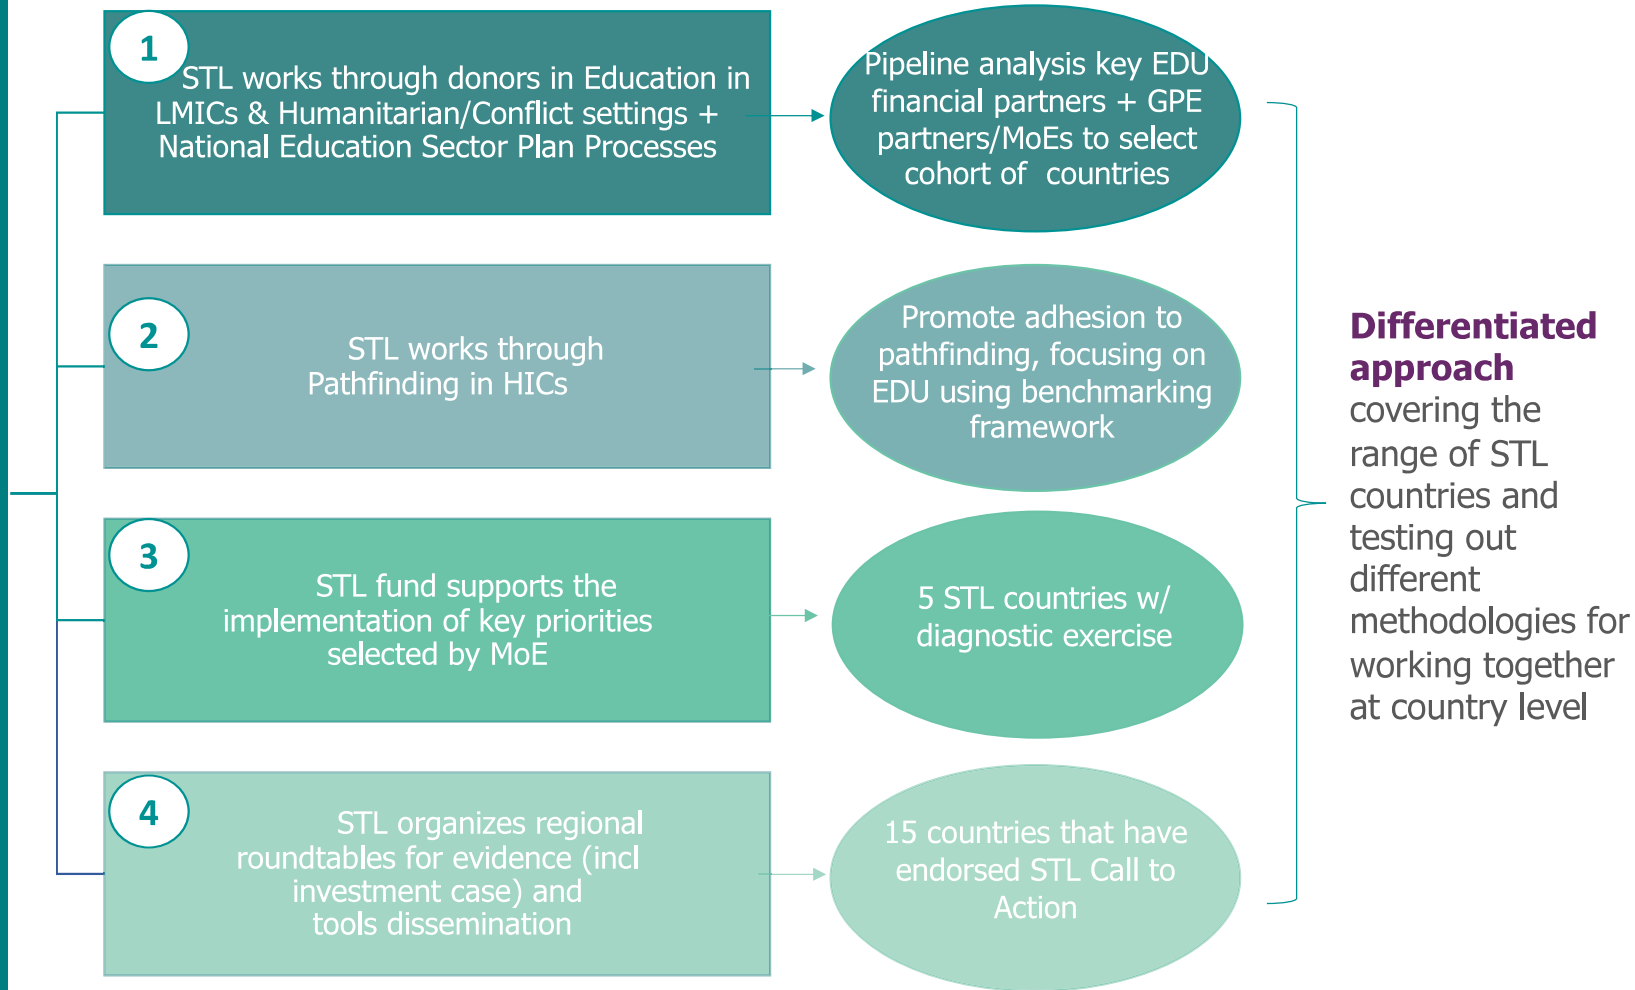 1
STL works through donors in Education in
LMICs & Humanitarian/Conflict settings +
National Education Sector Plan Processes
Pipeline analysis key EDU
financial partners + GPE
partners/MoEs to select
cohort of countries
2
STL works through
Pathfinding in HICs
Promote adhesion to
pathfinding, focusing on
EDU using benchmarking
framework
3
STL fund supports the
implementation of key priorities
selected by MoE
5 STL countries w/
diagnostic exercise
4
STL organizes regional
roundtables for evidence (incl
investment case) and
tools dissemination
15 countries that have
endorsed STL Call to
Action
Differentiated
approach
covering the
range of STL
countries and
testing out
different
methodologies for
working together
at country level